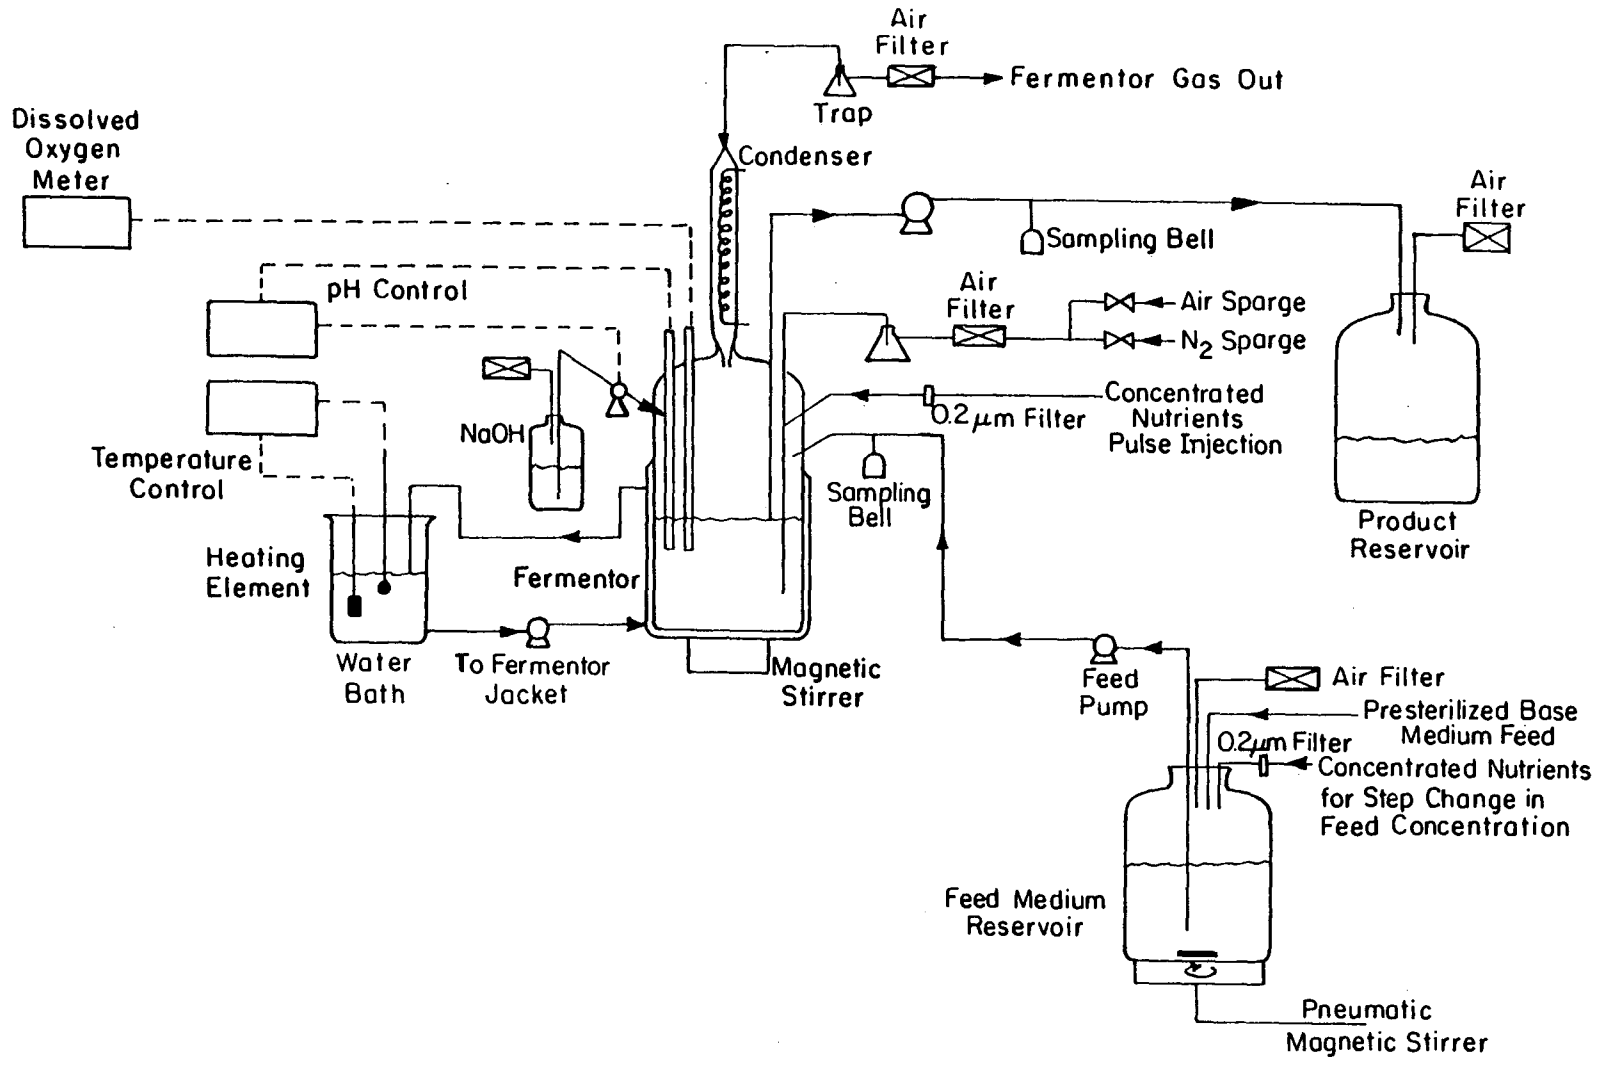 Air
Filter
Fermentor Gas Out
Trap
Dissolved
Oxygen
Meter
Condenser
Air
Filter
Sampling Bell
pH Control
Air
Filter
Air Sparge
N2 Sparge
Concentrated
Nutrients
Pulse Injection
0.2μm Filter
NaOH
Temperature
Control
Sampling
Bell
Product
Reservoir
Heating
Element
Fermentor
Water
Bath
To Fermentor
Jacket
Magnetic
Stirrer
Feed
Pump
Air Filter
Presterilized Base
Medium Feed
0.2μm Filter
Concentrated Nutrients
for Step Change in
Feed Concentration
Feed Medium
Reservoir
Pneumatic
Magnetic Stirrer